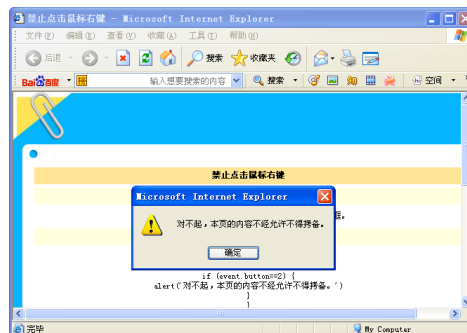 禁止点击鼠标右键 - Microsoft Internet Explorer
文件(F) 编辑(E) 查看(V) 收藏(A) 工具(T) 帮助(H)
后退 搜索 收藏夹
Bai 百度 输入想要搜索的内容 搜索 空间
禁止点击鼠标右键
Microsoft Internet Explorer
框。
对不起，本页的内容不经允许不得拷备。
确定
if (event.button==2) {
alert('对不起，本页的内容不经允许不得拷备。')
}
}
完毕 My Computer